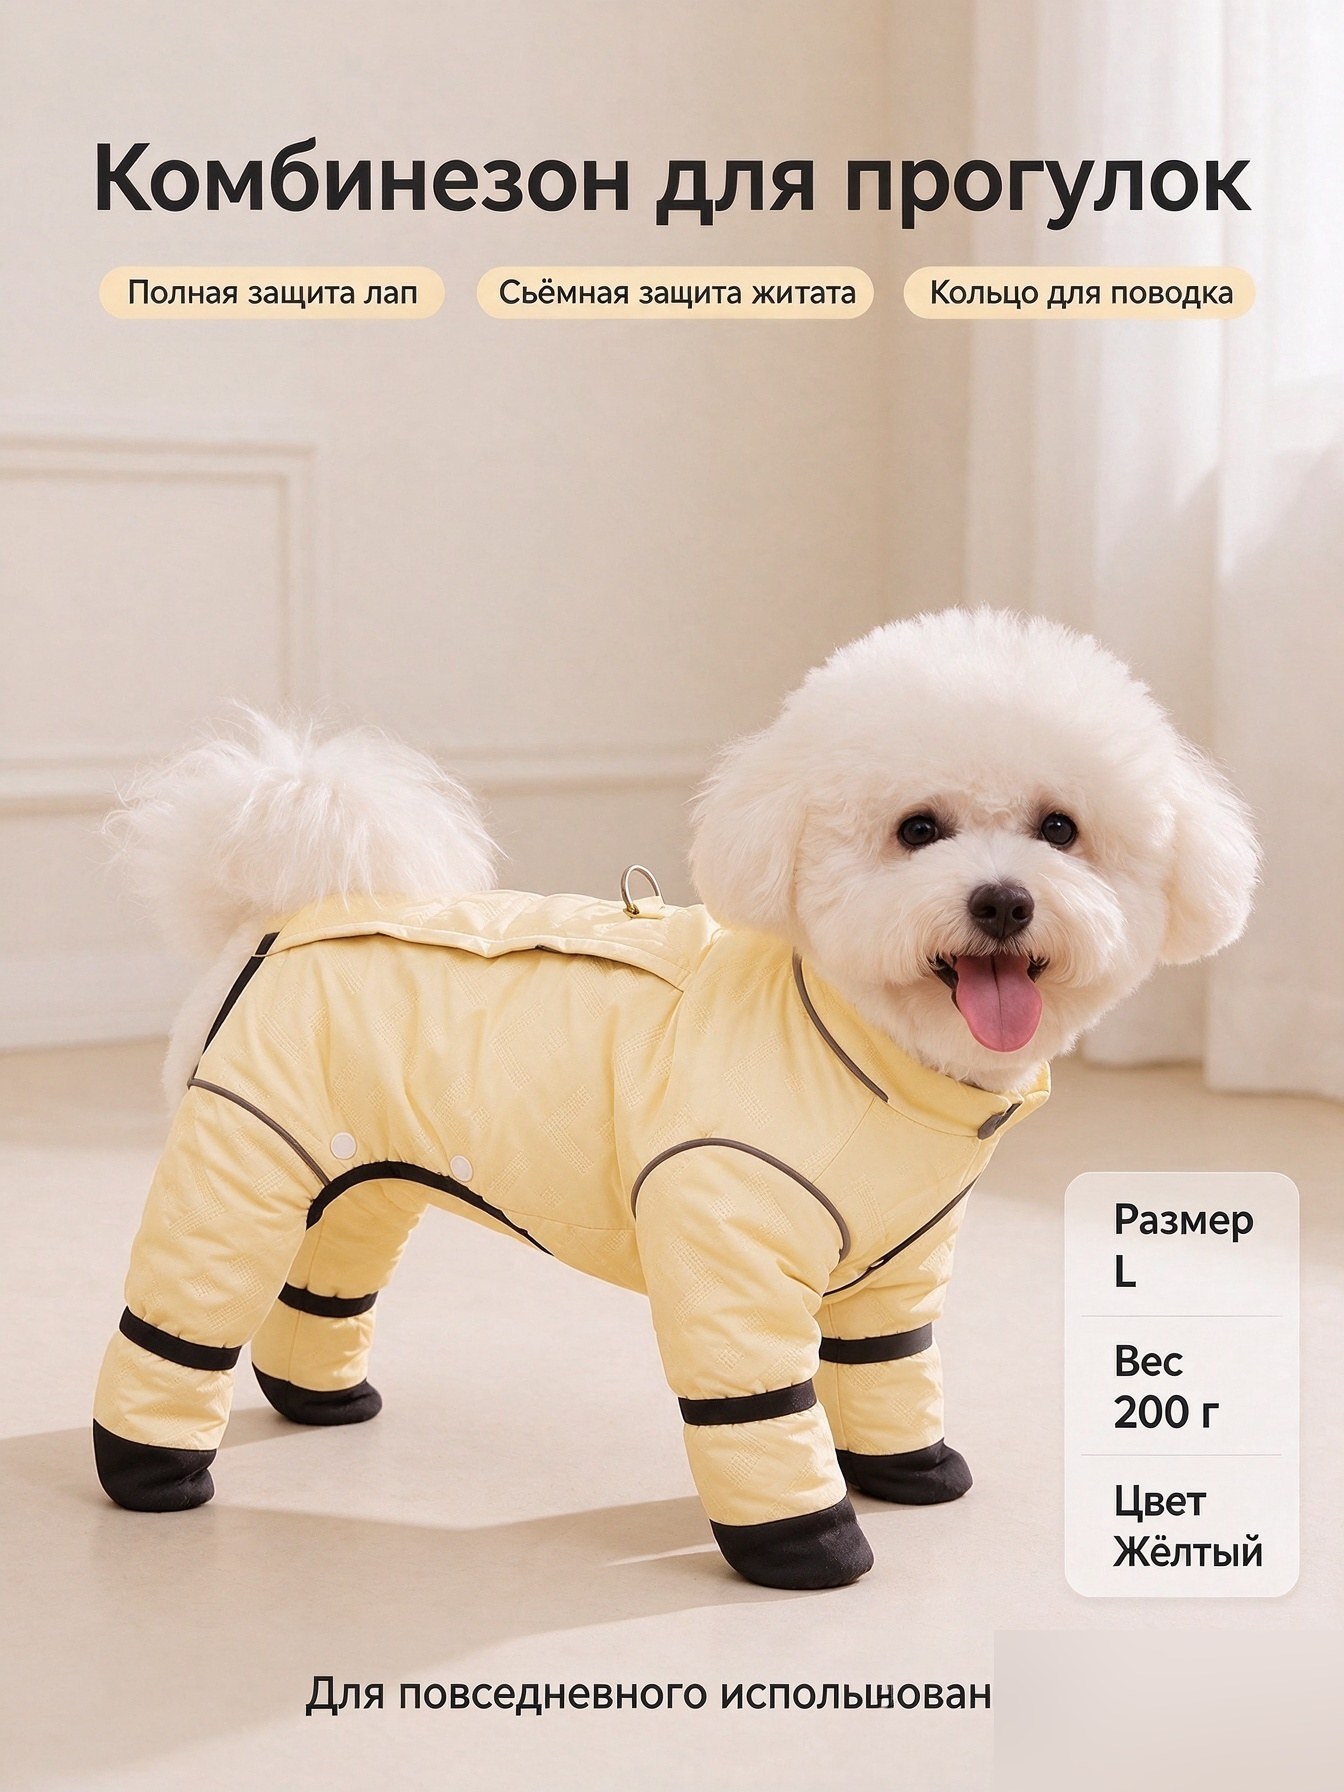 Комбинезон для прогулок
Полная защита лап
Сьёмная защита житата
Кольцо для поводка
Размер
L
Вес
200 г
Цвет
Жёлтый
Для повседневного